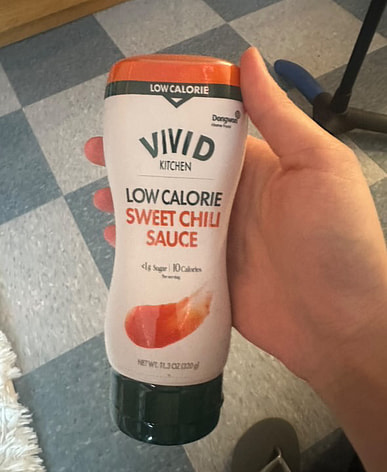 LOW CALORIE
Dongwon
VIVID
KITCHEN
LOW CALORIE
SWEET CHILI
SAUCE
<1g Sugar | 10 Calories
Per serving
NET WT. 11.3 OZ (320 g)